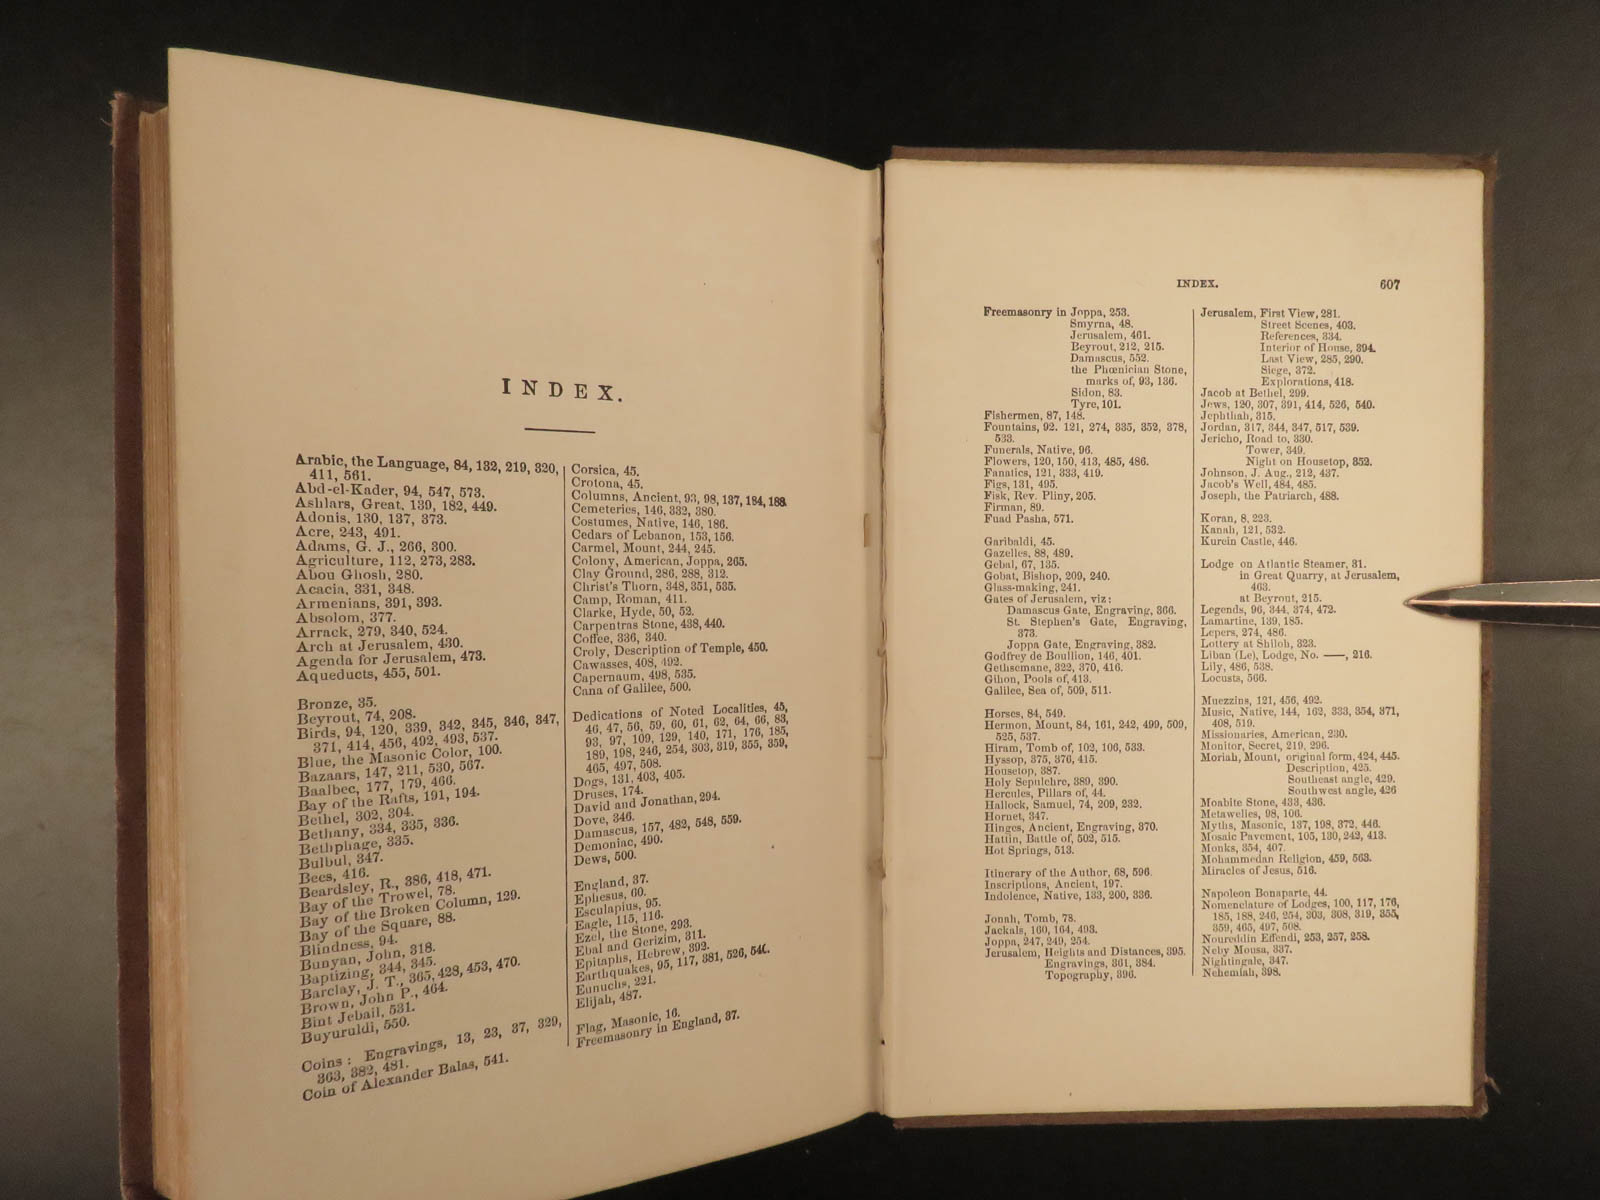 INDEX.
Arabic, the Language, 84, 132, 219, 320,
411, 561.
Abd-el-Kader, 94, 547, 573.
Ashlars, Great, 139, 182, 449.
Adonis, 130, 137, 373.
Acre, 243, 491.
Adams, G. J., 266, 300.
Agriculture, 112, 273, 283.
Abou Ghosh, 280.
Acacia, 331, 348.
Armenians, 391, 393.
Absolom, 377.
Arrack, 279, 340, 524.
Arch at Jerusalem, 430.
Agenda for Jerusalem, 473.
Aqueducts, 455, 501.
Bronze, 35.
Beyrout, 74, 208.
Birds, 94, 120, 339, 342, 345, 346, 347,
371, 414, 456, 492, 493, 537.
Blue, the Masonic Color, 100.
Bazaars, 147, 211, 530, 567.
Baalbec, 177, 179, 466.
Bay of the Rafts, 191, 194.
Bethel, 302, 304.
Bethany, 334, 335, 336.
Bethphage, 335.
Bulbul, 347.
Bees, 416.
Beardsley, R., 386, 418, 471.
Bay of the Trowel, 78.
Bay of the Broken Column, 129.
Bay of the Square, 88.
Blindness, 94.
Bunyan, John, 318.
Baptizing, 344, 345.
Barclay, J. T., 365, 428, 453, 470.
Brown, John P., 464.
Bint Jebail, 531.
Buyuruldi, 550.
Coins: Engravings, 13, 23, 37, 329,
363, 382, 481.
Coin of Alexander Balas, 541.
Corsica, 45.
Crotona, 45.
Columns, Ancient, 93, 98, 137, 184, 188
Cemeteries, 146, 332, 380.
Costumes, Native, 146, 186.
Cedars of Lebanon, 153, 156.
Carmel, Mount, 244, 245.
Colony, American, Joppa, 265.
Clay Ground, 286, 288, 312.
Christ's Thorn, 348, 351, 535.
Camp, Roman, 411.
Clarke, Hyde, 50, 52.
Carpentras Stone, 438, 440.
Coffee, 336, 340.
Croly, Description of Temple, 450.
Cawasses, 408, 492.
Capernaum, 498, 535.
Cana of Galilee, 500.
Dedications of Noted Localities, 45,
46, 47, 56, 59, 60, 61, 62, 64, 66, 83,
93, 97, 109, 129, 140, 171, 176, 185,
189, 198, 246, 254, 303, 319, 355, 359,
465, 497, 508.
Dogs, 131, 403, 405.
Druses, 174.
David and Jonathan, 294.
Dove, 346.
Damascus, 157, 482, 548, 559.
Demoniac, 490.
Dews, 500.
England, 37.
Ephesus, 60.
Esculapius, 95.
Eagle, 115, 116.
Ezel, the Stone, 293.
Ebal and Gerizim, 311.
Epitaphs, Hebrew, 392.
Earthquakes, 95, 117, 381, 526, 540.
Eunuchs, 221.
Elijah, 487.
Flag, Masonic, 16.
Freemasonry in England, 37.
INDEX. 607
Freemasonry in Joppa, 253.
Smyrna, 48.
Jerusalem, 461.
Beyrout, 212, 215.
Damascus, 552.
the Phœnician Stone,
marks of, 93, 136.
Sidon, 83.
Tyre, 101.
Fishermen, 87, 148.
Fountains, 92. 121, 274, 335, 352, 378,
533.
Funerals, Native, 96.
Flowers, 120, 150, 413, 485, 486.
Fanatics, 121, 333, 419.
Figs, 131, 495.
Fisk, Rev. Pliny, 205.
Firman, 89.
Fuad Pasha, 571.
Garibaldi, 45.
Gazelles, 88, 489.
Gebal, 67, 135.
Gobat, Bishop, 209, 240.
Glass-making, 241.
Gates of Jerusalem, viz:
Damascus Gate, Engraving, 366.
St. Stephen's Gate, Engraving,
373.
Joppa Gate, Engraving, 382.
Godfrey de Boullion, 146, 401.
Gethsemane, 322, 370, 416.
Gihon, Pools of, 413.
Galilee, Sea of, 509, 511.
Horses, 84, 549.
Hermon, Mount, 84, 161, 242, 499, 509,
525, 537.
Hiram, Tomb of, 102, 106, 533.
Hyssop, 375, 376, 415.
Housetop, 387.
Holy Sepulchre, 389, 390.
Hercules, Pillars of, 44.
Hallock, Samuel, 74, 209, 232.
Hornet, 347.
Hinges, Ancient, Engraving, 370.
Hattin, Battle of, 502, 515.
Hot Springs, 513.
Itinerary of the Author, 68, 596.
Inscriptions, Ancient, 197.
Indolence, Native, 133, 200, 336.
Jonah, Tomb, 78.
Jackals, 160, 164, 493.
Joppa, 247, 249, 254.
Jerusalem, Heights and Distances, 395.
Engravings, 361, 384.
Topography, 396.
Jerusalem, First View, 281.
Street Scenes, 403.
References, 334.
Interior of House, 394.
Last View, 285, 290.
Siege, 372.
Explorations, 418.
Jacob at Bethel, 299.
Jews, 120, 307, 391, 414, 526, 540.
Jephthah, 315.
Jordan, 317, 344, 347, 517, 539.
Jericho, Road to, 330.
Tower, 349.
Night on Housetop, 352.
Johnson, J. Aug., 212, 437.
Jacob's Well, 484, 485.
Joseph, the Patriarch, 488.
Koran, 8, 223.
Kanah, 121, 532.
Kurein Castle, 446.
Lodge on Atlantic Steamer, 31.
in Great Quarry, at Jerusalem,
463.
at Beyrout, 215.
Legends, 96, 344, 374, 472.
Lamartine, 139, 185.
Lepers, 274, 486.
Lottery at Shiloh, 323.
Liban (Le), Lodge, No. ——, 216.
Lily, 486, 538.
Locusts, 566.
Muezzins, 121, 456, 492.
Music, Native, 144, 162, 333, 354, 371,
408, 519.
Missionaries, American, 230.
Monitor, Secret, 219, 296.
Moriah, Mount, original form, 424, 445.
Description, 425.
Southeast angle, 429.
Southwest angle, 426
Moabite Stone, 433, 436.
Metawelies, 98, 106.
Myths, Masonic, 137, 198, 372, 446.
Mosaic Pavement, 105, 130, 242, 413.
Monks, 354, 407.
Mohammedan Religion, 459, 563.
Miracles of Jesus, 516.
Napoleon Bonaparte, 44.
Nomenclature of Lodges, 100, 117, 176,
185, 188, 246, 254, 303, 308, 319, 355,
359, 465, 497, 508.
Noureddin Effendi, 253, 257, 258.
Neby Mousa, 337.
Nightingale, 347.
Nehemiah, 398.